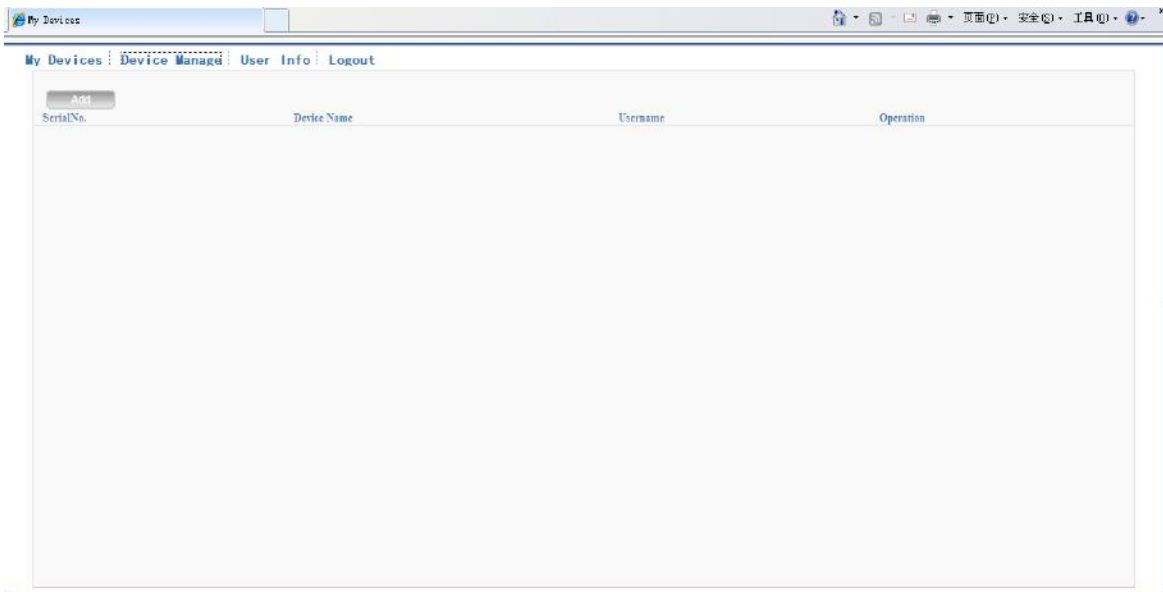 My Devices
页面(P) 安全(S) 工具(O)
My Devices Device Manage User Info Logout
Add
SerialNo. Device Name Username Operation